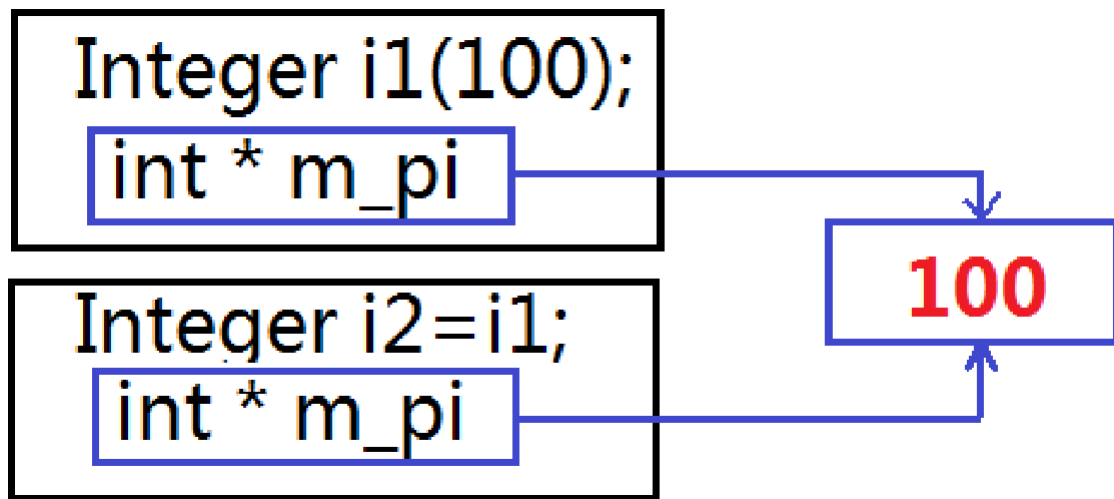 Integer i1(100);
int * m_pi
100
Integer i2=i1;
int * m_pi